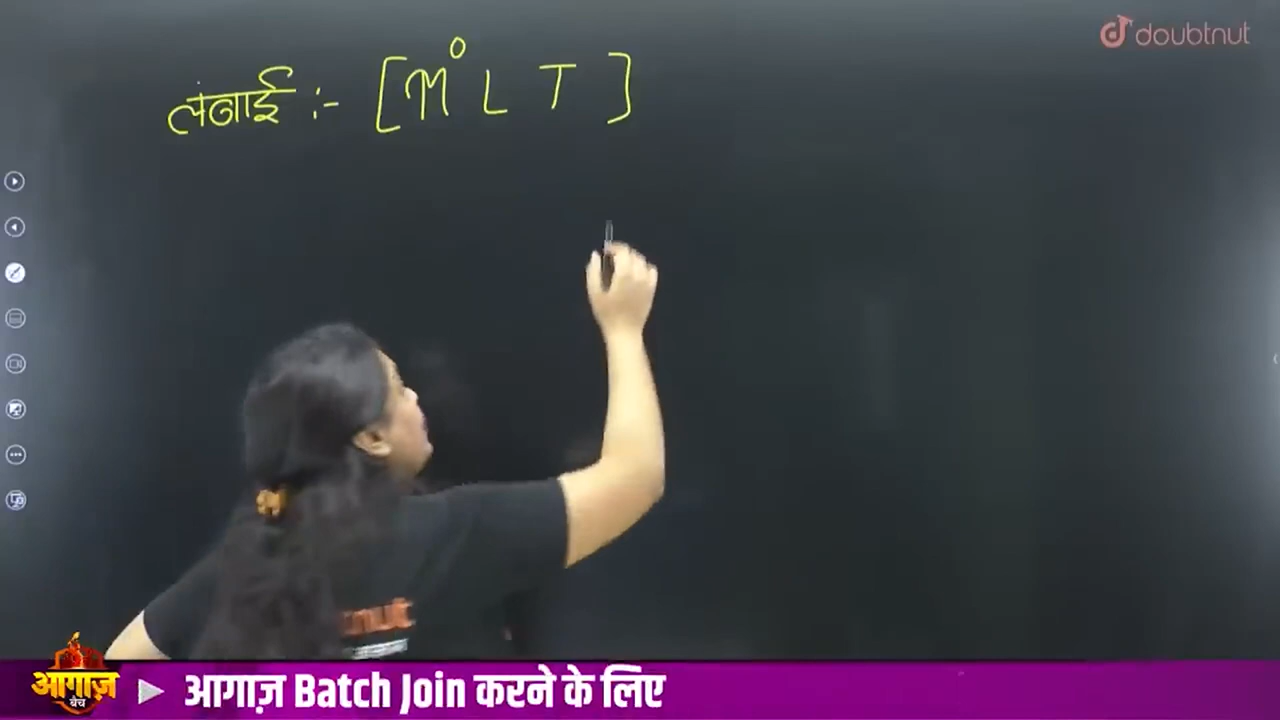 doubtnut
लंबाई :- [M⁰ L T ]
आगाज़
बैच
आगाज़ Batch Join करने के लिए